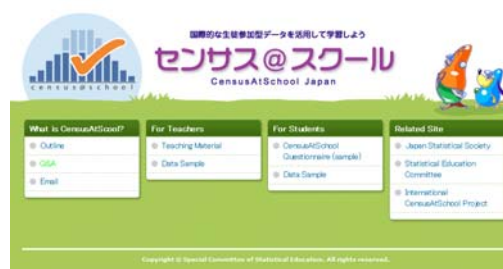 国際的な生徒参加型データを活用して学習しよう
センサス@スクール
CensusAtSchool Japan
census@school
What is CensusAtScool?
Outline
Q&A
Email
For Teachers
Teaching Material
Data Sample
For Students
CensusAtSchool
Questionnaire (sample)
Data Sample
Related Site
Japan Statistical Society
Statistical Education
Committee
International
CensusAtSchool Project
Copyright © Special Committee of Statistical Education. All rights reserved.